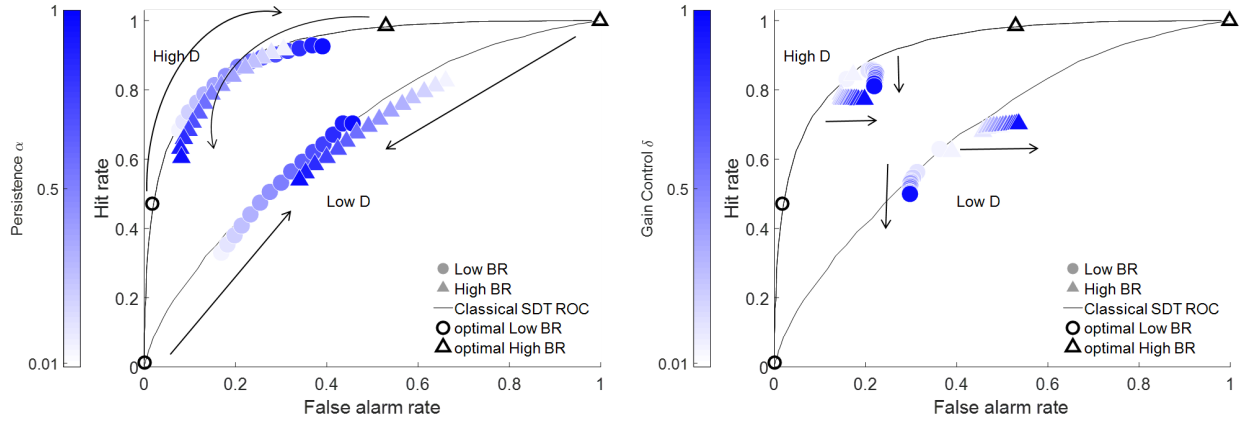 1
0.5
0.01
Persistence α
1
0.8
0.6
0.4
0.2
0
Hit rate
High D
Low D
Low BR
High BR
Classical SDT ROC
optimal Low BR
optimal High BR
0
0.2
0.4
0.6
0.8
1
False alarm rate
1
0.5
0.01
Gain Control δ
1
0.8
0.6
0.4
0.2
0
Hit rate
High D
Low D
Low BR
High BR
Classical SDT ROC
optimal Low BR
optimal High BR
0
0.2
0.4
0.6
0.8
1
False alarm rate